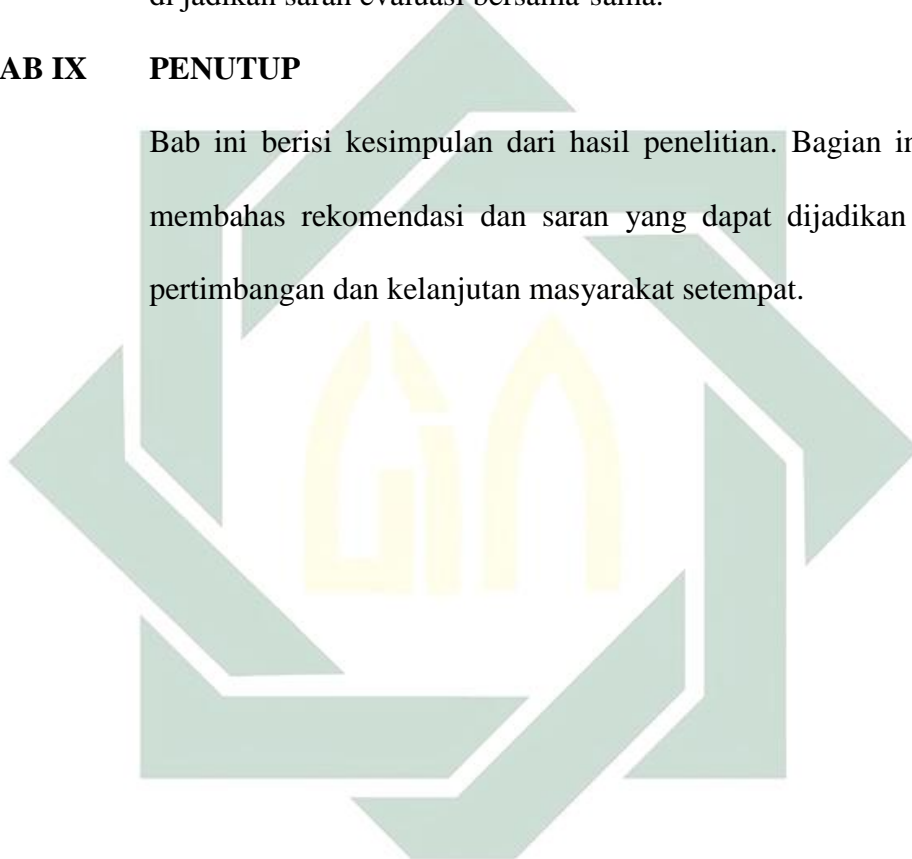 di jadikan saran evaluasi bersama-sama.
AB IX PENUTUP
Bab ini berisi kesimpulan dari hasil penelitian. Bagian in
membahas rekomendasi dan saran yang dapat dijadikan
pertimbangan dan kelanjutan masyarakat setempat.